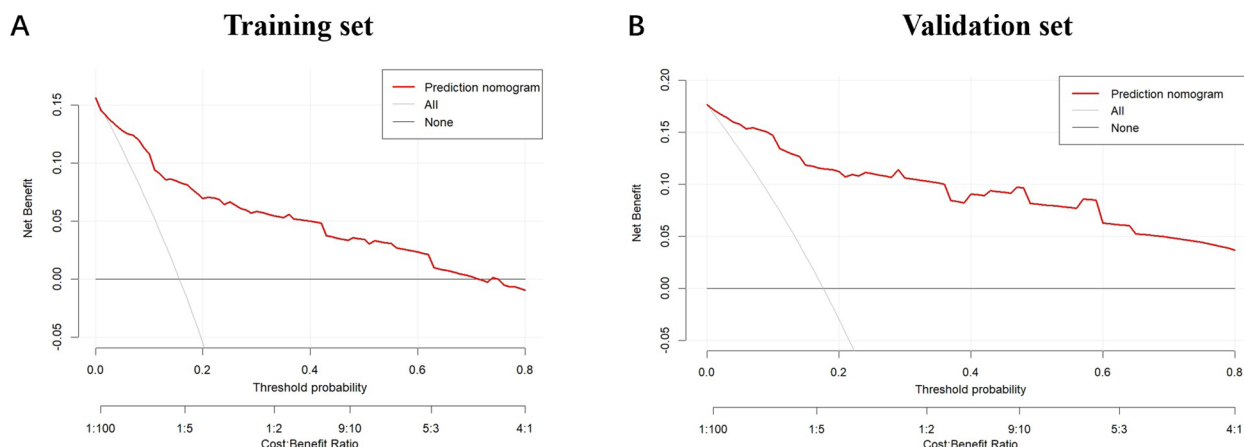 A
Training set
Prediction nomogram
All
None
Net Benefit
0.15
0.10
0.05
0.00
-0.05
0.0 0.2 0.4 0.6 0.8
Threshold probability
1:100 1:5 1:2 9:10 5:3 4:1
Cost:Benefit Ratio
B
Validation set
Prediction nomogram
All
None
Net Benefit
0.20
0.15
0.10
0.05
0.00
-0.05
0.0 0.2 0.4 0.6 0.8
Threshold probability
1:100 1:5 1:2 9:10 5:3 4:1
Cost:Benefit Ratio